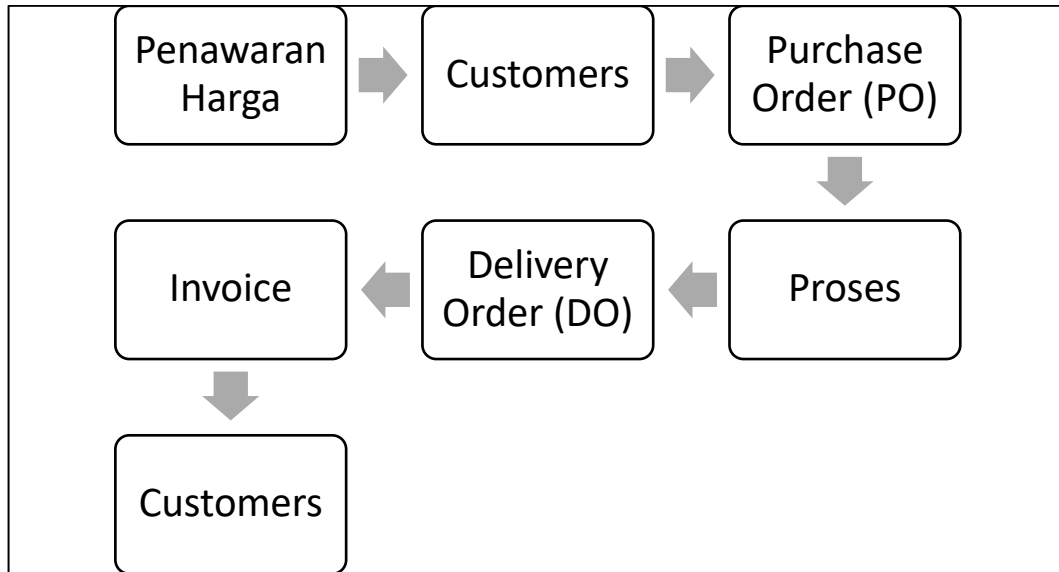 Penawaran
Harga
Customers
Purchase
Order (PO)
Proses
Delivery
Order (DO)
Invoice
Customers